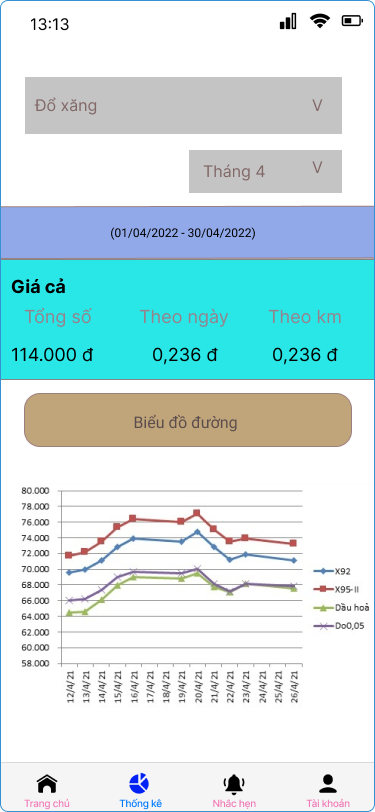 13:13
Đổ xăng V
Tháng 4 V
(01/04/2022 - 30/04/2022)
Giá cả
Tổng số Theo ngày Theo km
114.000 đ 0,236 đ 0,236 đ
Biểu đồ đường
80.000
78.000
76.000
74.000
72.000
70.000
68.000
66.000
64.000
62.000
60.000
58.000
12/4/21 13/4/21 14/4/21 15/4/21 16/4/21 17/4/21 18/4/21 19/4/21 20/4/21 21/4/21 22/4/21 23/4/21 24/4/21 25/4/21 26/4/21
X92
X95-II
Dầu hoả
Do0,05
Trang chủ Thống kê Nhắc hẹn Tài khoản